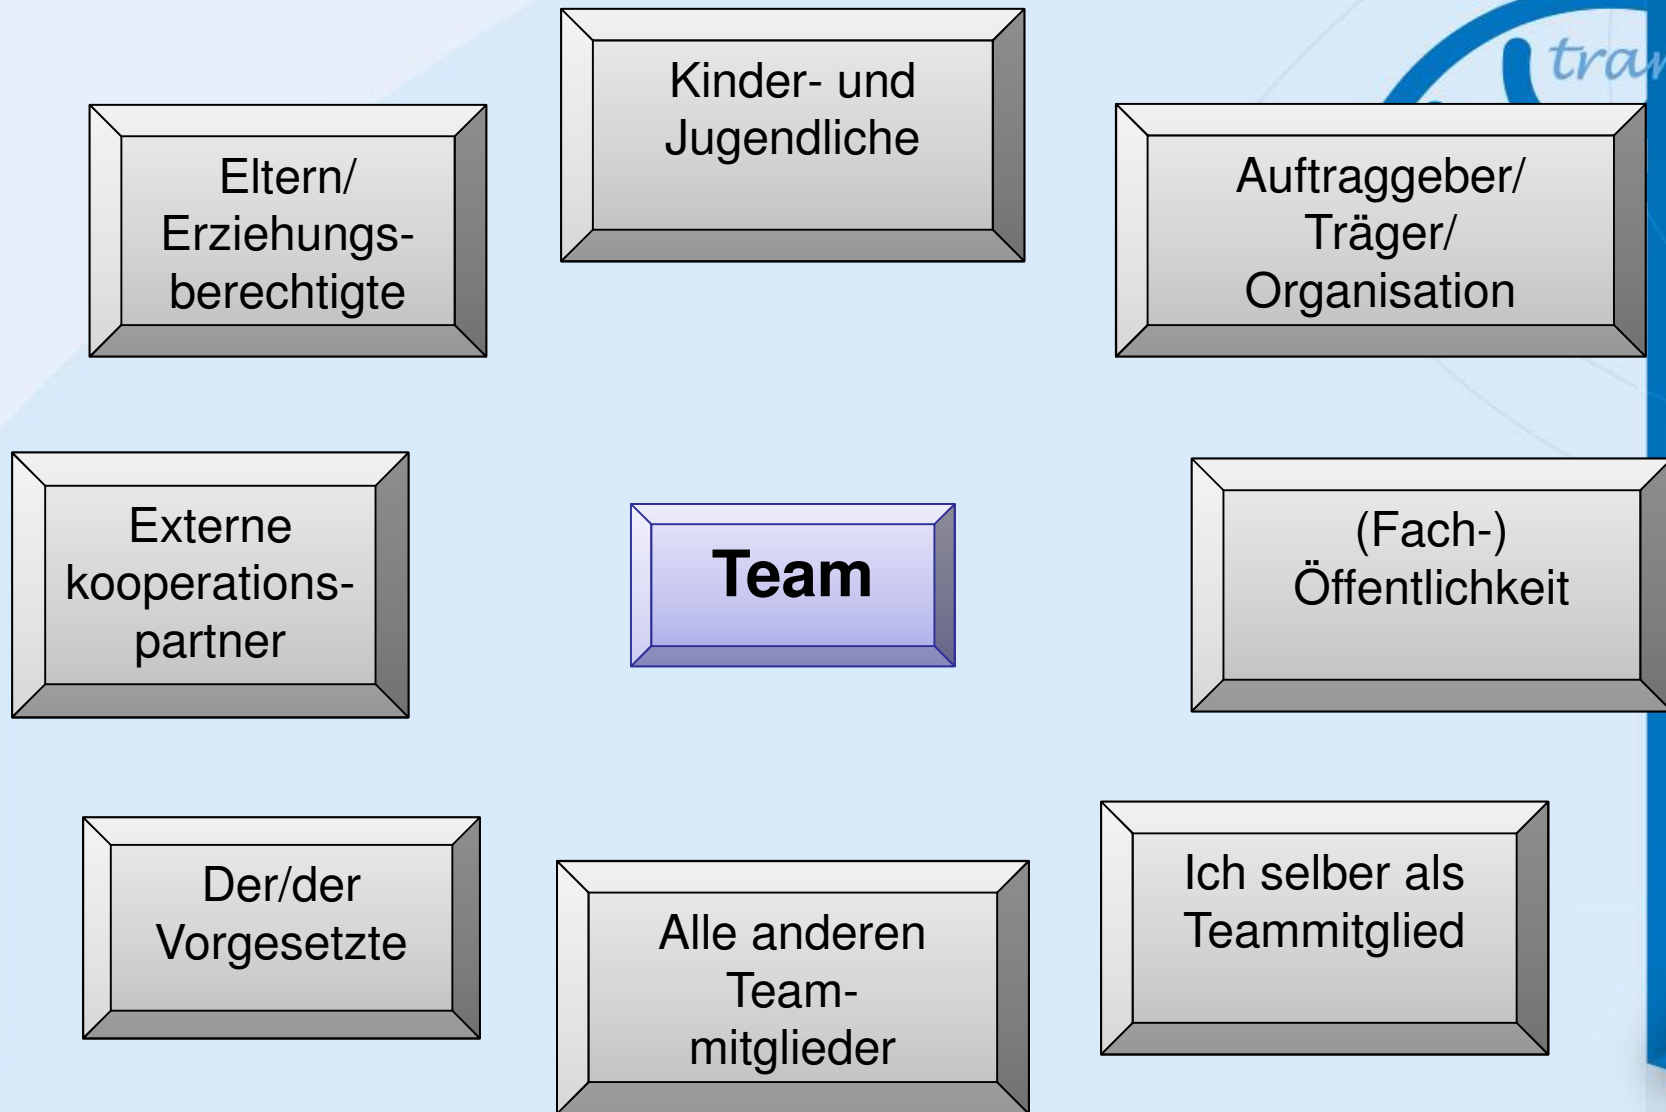 Kinder- und
Jugendliche
Eltern/
Erziehungs-
berechtigte
Auftraggeber/
Träger/
Organisation
Externe
kooperations-
partner
Team
(Fach-)
Öffentlichkeit
Der/der
Vorgesetzte
Alle anderen
Team-
mitglieder
Ich selber als
Teammitglied